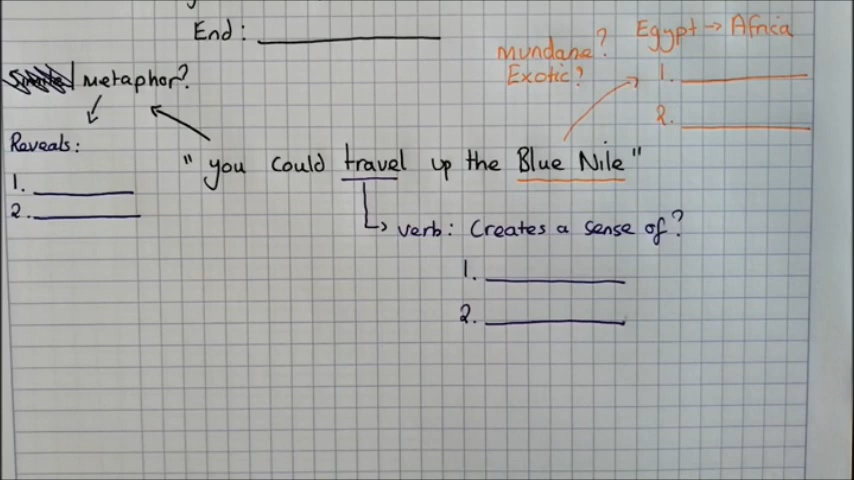 End:
Egypt → Africa
mundane?
Exotic?
1.
2.
metaphor?
Reveals:
1.
2.
"you could travel up the Blue Nile"
verb: Creates a sense of?
1.
2.